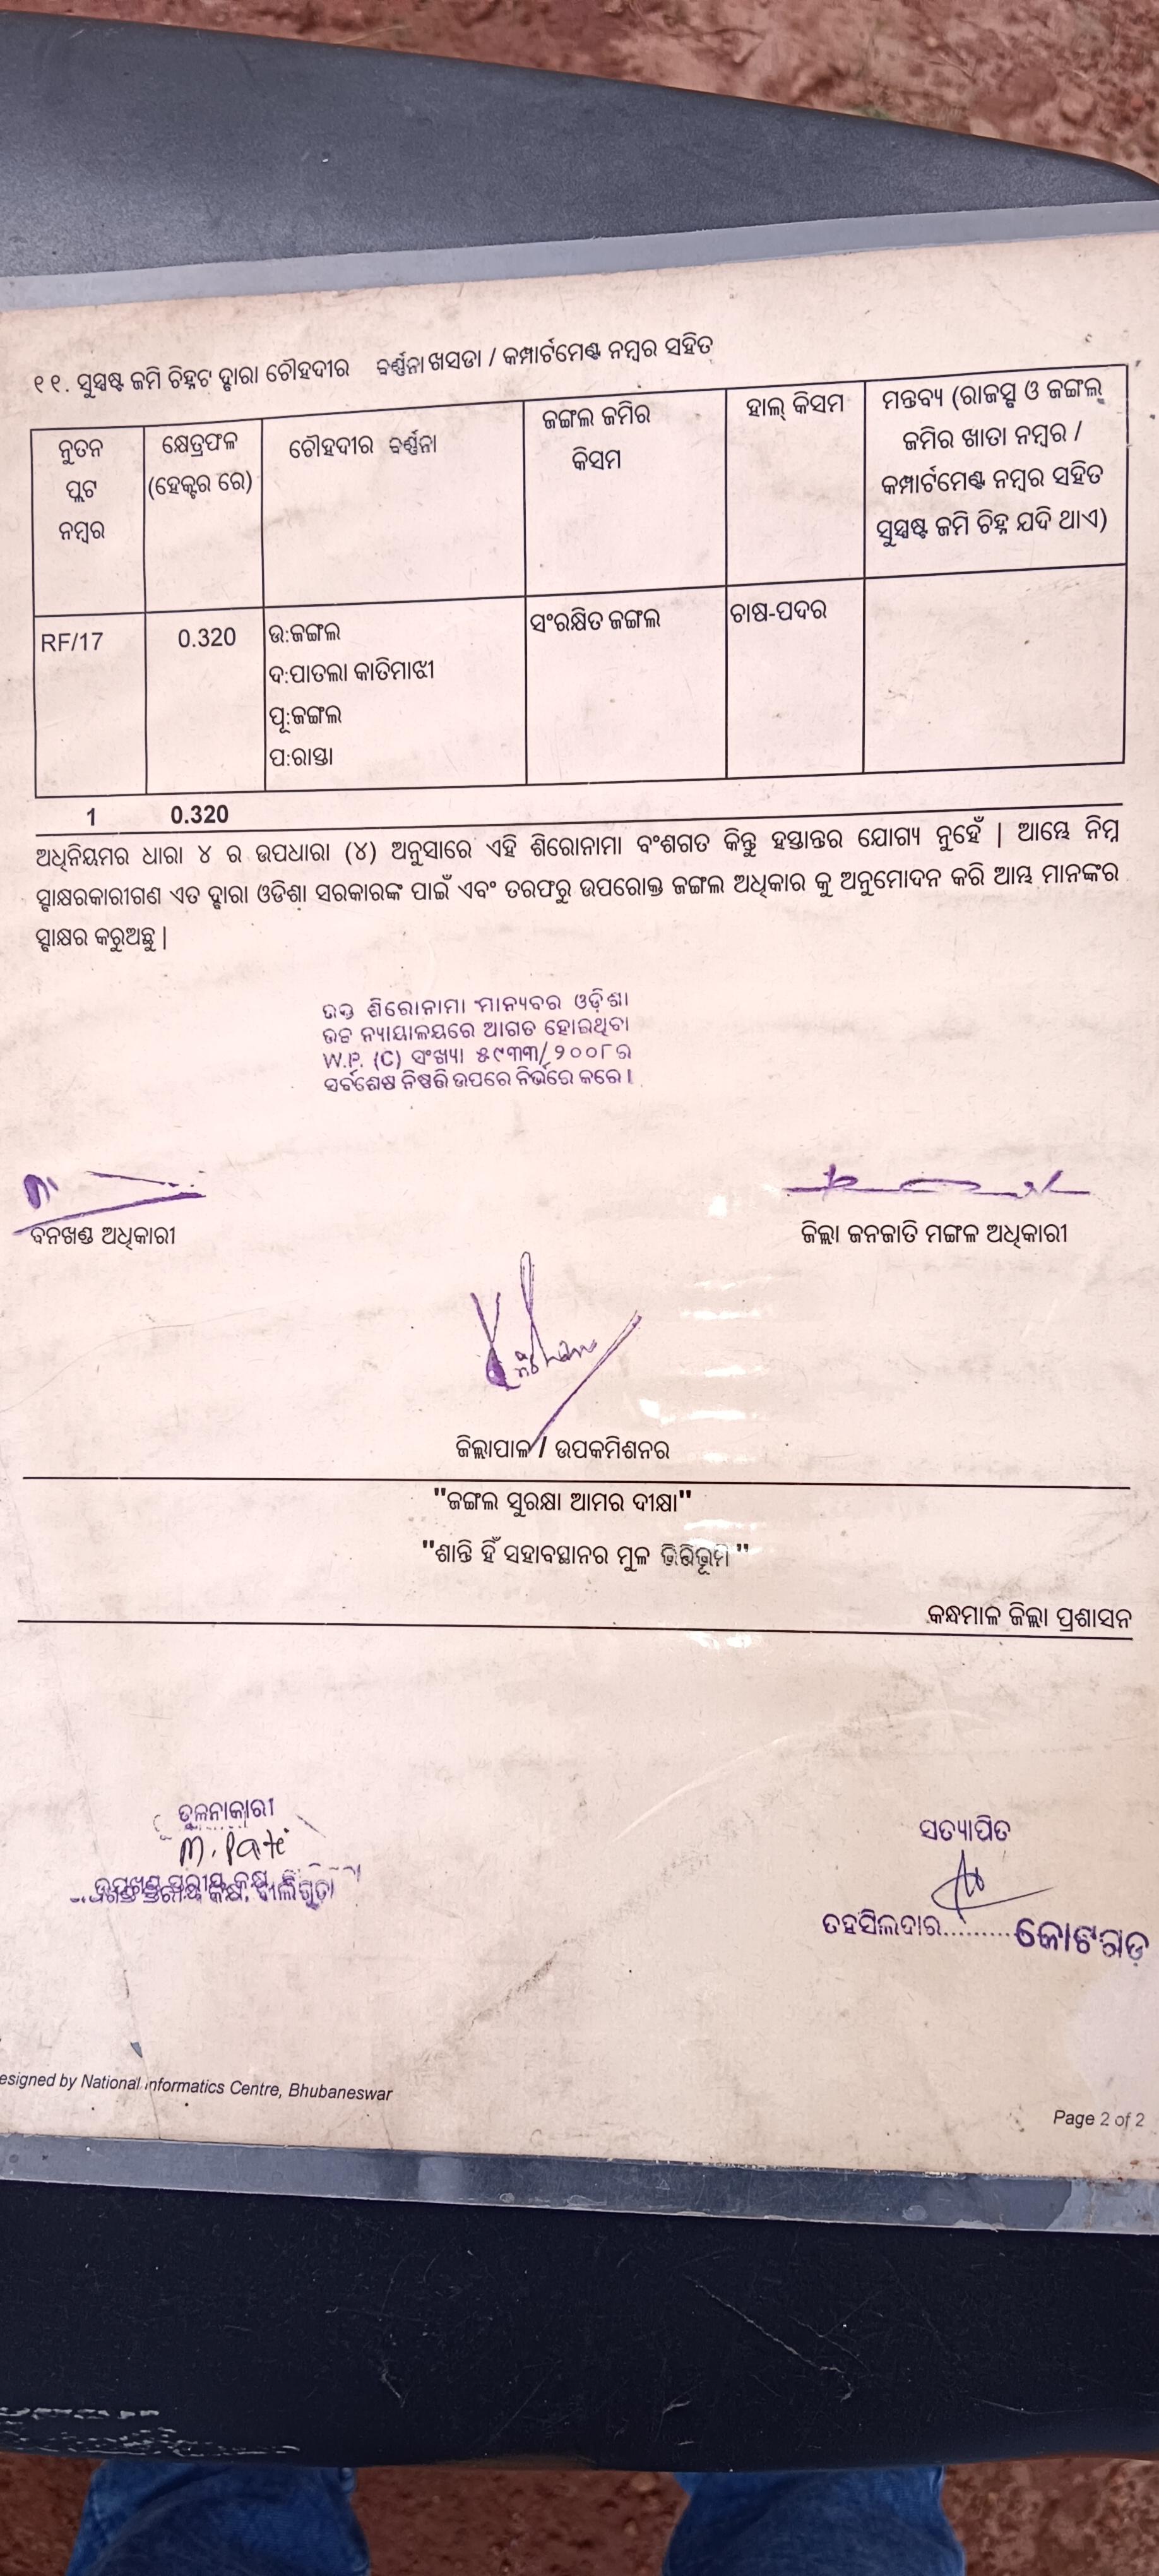 ୧୧. ସୁସ୍ପଷ୍ଟ ଜମି ଚିହ୍ନଟ ଦ୍ବାରା ଚୌହଦୀର ବର୍ଣ୍ଣନା ଖସଡା / କମ୍ପାର୍ଟମେଣ୍ଟ ନମ୍ବର ସହିତ
ନୁତନ ପ୍ଲଟ ନମ୍ବର
କ୍ଷେତ୍ରଫଳ (ହେକ୍ଟର ରେ)
ଚୌହଦୀର ବର୍ଣ୍ଣନା
ଜଙ୍ଗଲ ଜମିର କିସମ
ହାଲ୍ କିସମ
ମନ୍ତବ୍ୟ (ରାଜସ୍ବ ଓ ଜଙ୍ଗଲ୍
ଜମିର ଖାତା ନମ୍ବର /
କମ୍ପାର୍ଟମେଣ୍ଟ ନମ୍ବର ସହିତ
ସୁସ୍ପଷ୍ଟ ଜମି ଚିହ୍ନ ଯଦି ଥାଏ)
RF/17 0.320 ଉ:ଜଙ୍ଗଲ ସଂରକ୍ଷିତ ଜଙ୍ଗଲ ଚାଷ-ପଦର
ଦ:ପାତଲା କାତିମାଝୀ
ପୂ:ଜଙ୍ଗଲ
ପ:ରାସ୍ତା
1 0.320
ଅଧିନିୟମର ଧାରା ୪ ର ଉପଧାରା (୪) ଅନୁସାରେ ଏହି ଶିରୋନାମା ବଂଶଗତ କିନ୍ତୁ ହସ୍ତାନ୍ତର ଯୋଗ୍ୟ ନୁହେଁ | ଆମ୍ଭେ ନିମ୍ନ
ସ୍ବାକ୍ଷରକାରୀଗଣ ଏତ ଦ୍ବାରା ଓଡିଶା ସରକାରଙ୍କ ପାଇଁ ଏବଂ ତରଫରୁ ଉପରୋକ୍ତ ଜଙ୍ଗଲ ଅଧିକାର କୁ ଅନୁମୋଦନ କରି ଆମ୍ଭ ମାନଙ୍କର
ସ୍ବାକ୍ଷର କରୁଅଛୁ |
ଉକ୍ତ ଶିରୋନାମା ମାନ୍ୟବର ଓଡ଼ିଶା
ଉଚ୍ଚ ନ୍ୟାୟାଳୟରେ ଆଗତ ହୋଇଥିବା
W.P. (C) ସଂଖ୍ୟା ୫୯୩୩/୨୦୦୮ର
ସର୍ବଶେଷ ନିଷ୍ପତ୍ତି ଉପରେ ନିର୍ଭରେ କରେ।
ବନଖଣ୍ଡ ଅଧିକାରୀ
ଜିଲ୍ଲା ଜନଜାତି ମଙ୍ଗଳ ଅଧିକାରୀ
ଜିଲ୍ଲାପାଳ / ଉପକମିଶନର
"ଜଙ୍ଗଲ ସୁରକ୍ଷା ଆମର ଦୀକ୍ଷା"
"ଶାନ୍ତି ହିଁ ସହାବସ୍ଥାନର ମୁଳ ଭିତ୍ତିଭୂମି"
କନ୍ଧମାଳ ଜିଲ୍ଲା ପ୍ରଶାସନ
ତୁଳନାକାରୀ
ସତ୍ୟାପିତ
ତହସିଲଦାର.........କୋଟଗଡ଼
esigned by National Informatics Centre, Bhubaneswar
Page 2 of 2